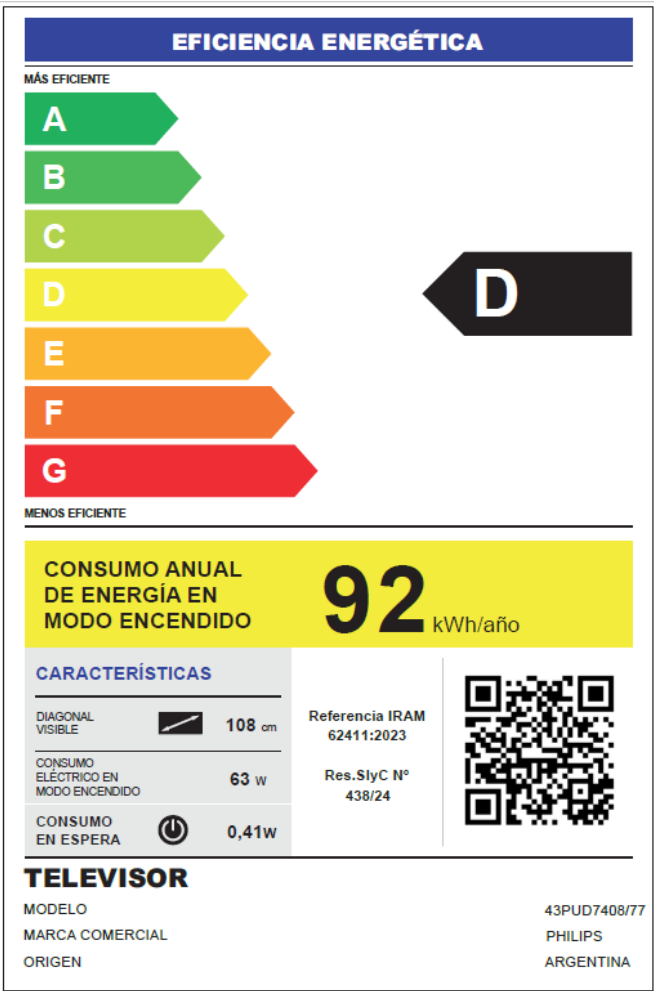 EFICIENCIA ENERGÉTICA
MÁS EFICIENTE
A
B
C
D
D
E
F
G
MENOS EFICIENTE
CONSUMO ANUAL
DE ENERGÍA EN
MODO ENCENDIDO
92 kWh/año
CARACTERÍSTICAS
DIAGONAL
VISIBLE
108 cm
CONSUMO
ELÉCTRICO EN
MODO ENCENDIDO
63 W
CONSUMO
EN ESPERA
0,41w
Referencia IRAM
62411:2023
Res.SIyC Nº
438/24
TELEVISOR
MODELO 43PUD7408/77
MARCA COMERCIAL PHILIPS
ORIGEN ARGENTINA